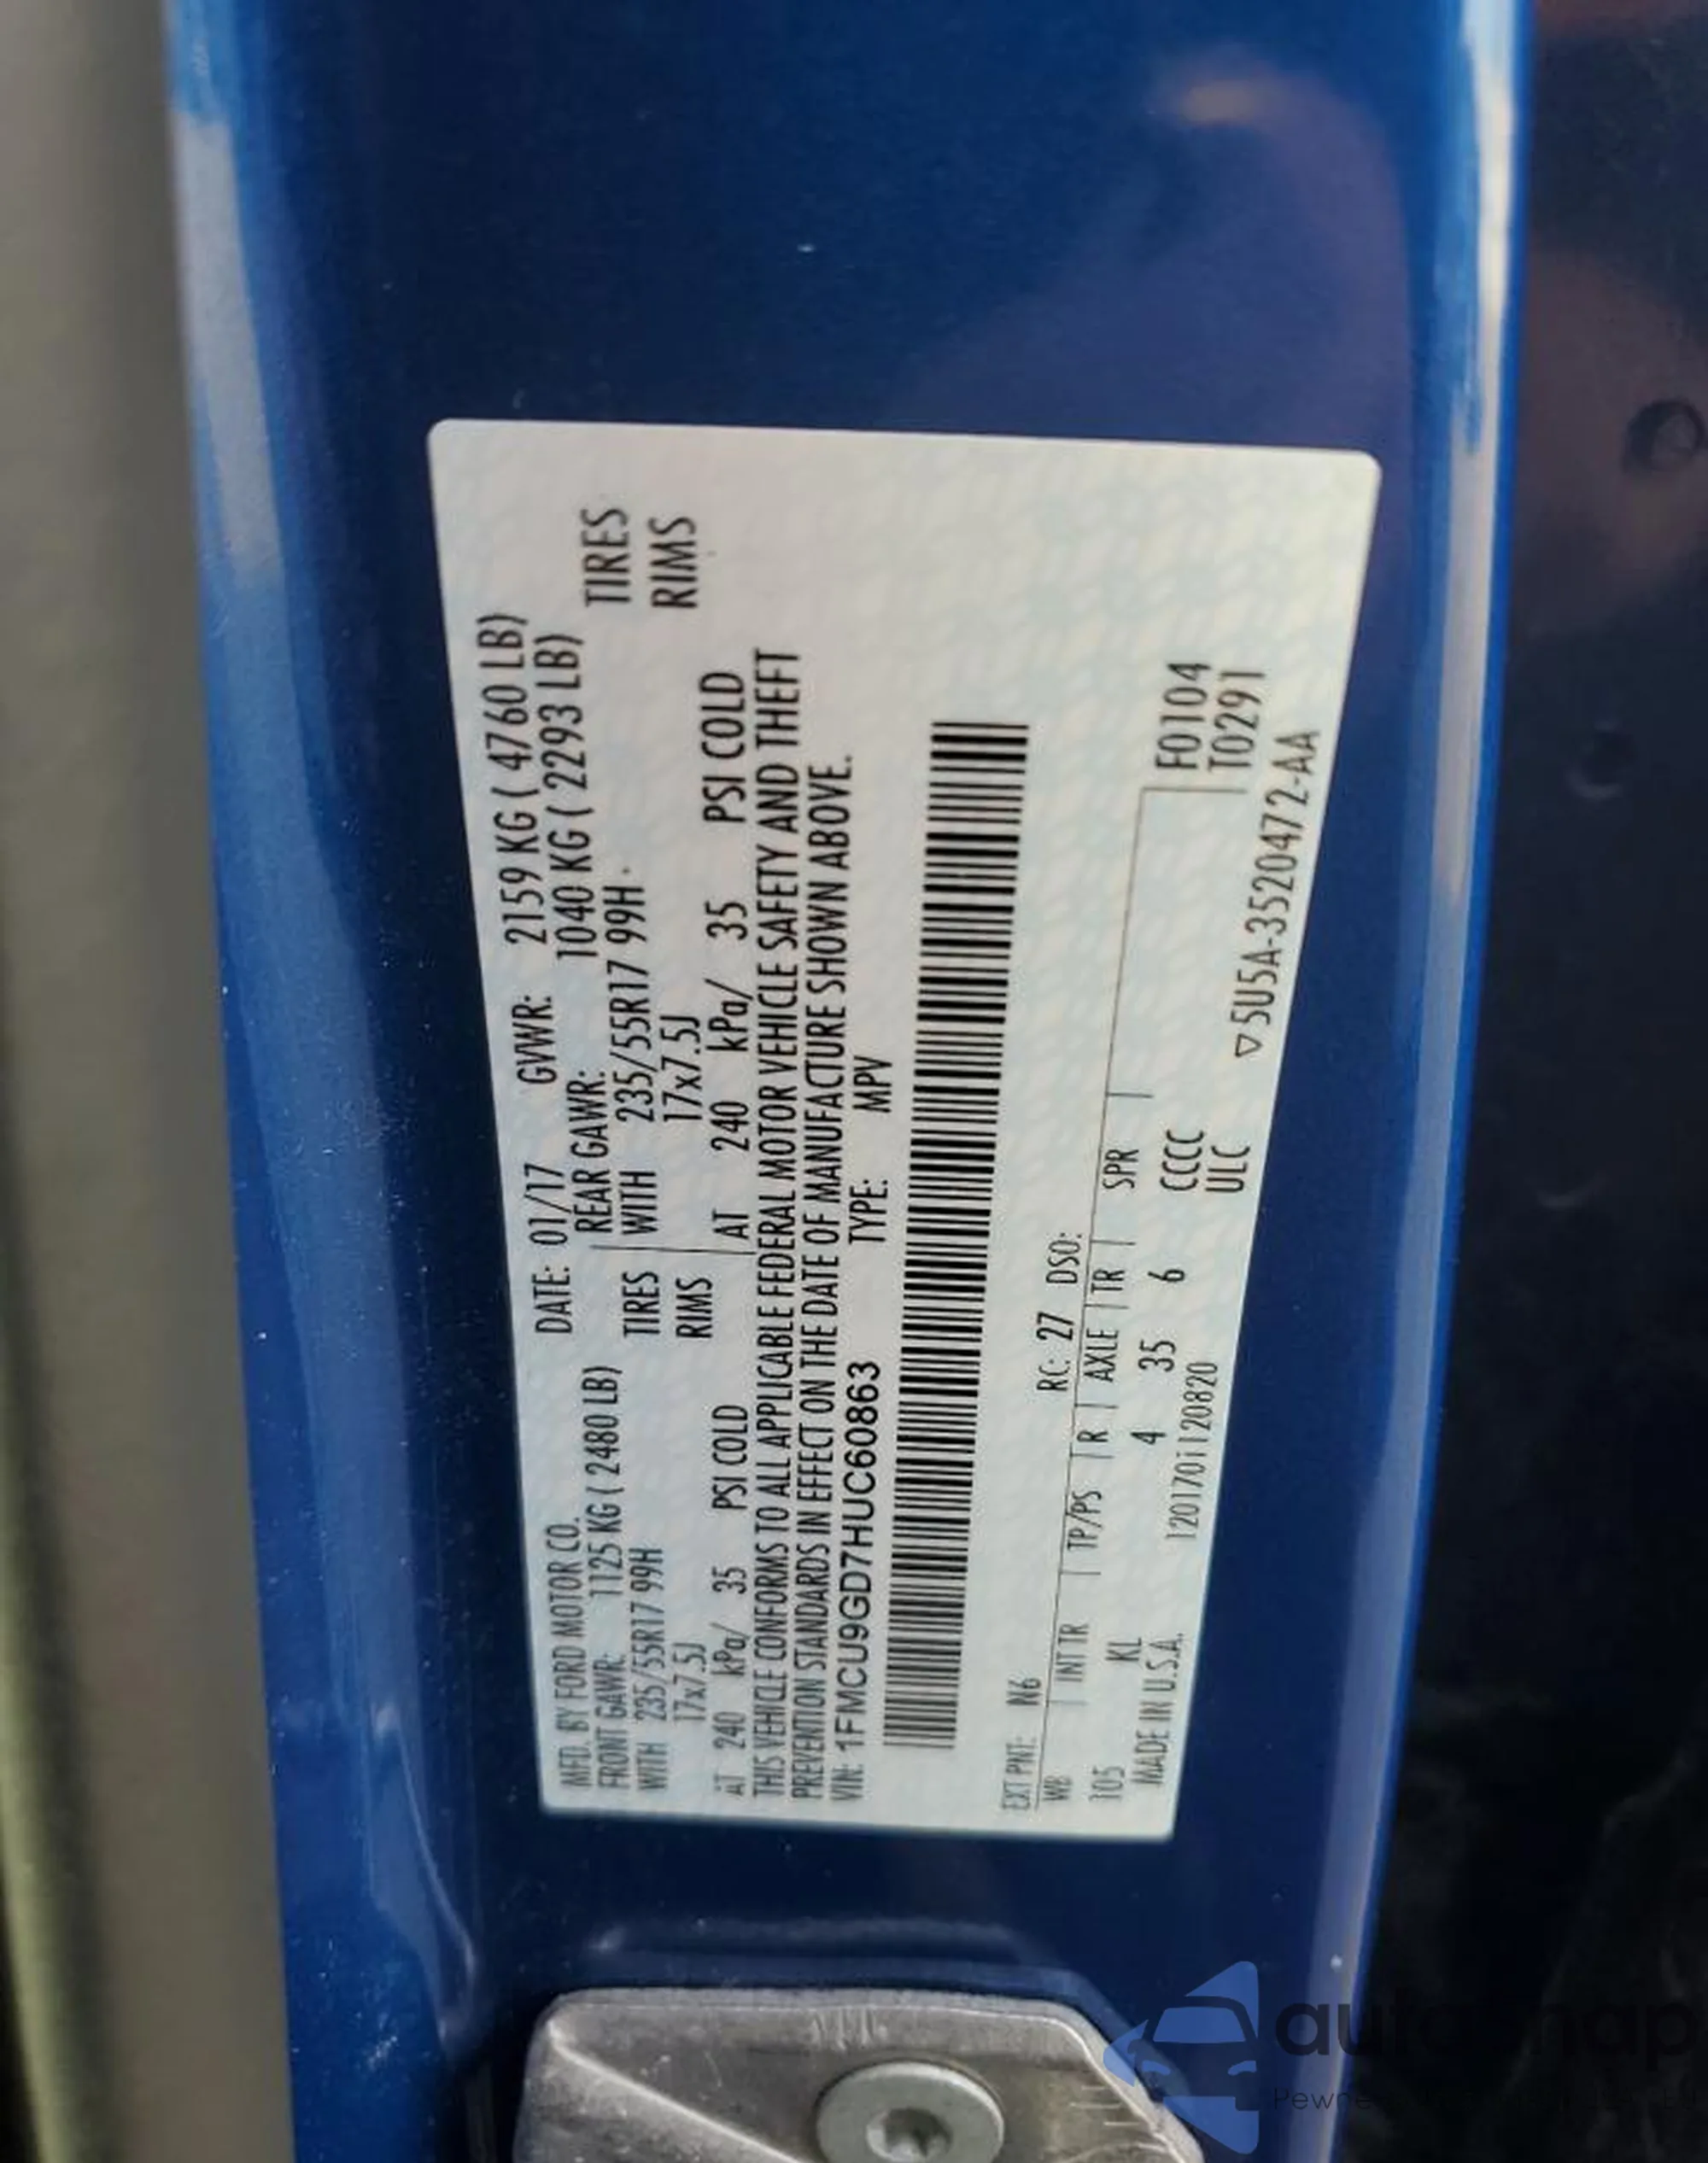 MFD. BY FORD MOTOR CO. DATE: 01/17 GVWR: 2159 KG ( 4760 LB)
FRONT GAWR: 1125 KG ( 2480 LB) REAR GAWR: 1040 KG ( 2293 LB)
WITH 235/55R17 99H TIRES WITH 235/55R17 99H TIRES
17x7.5J RIMS 17x7.5J RIMS
AT 240 kPa/ 35 PSI COLD AT 240 kPa/ 35 PSI COLD
THIS VEHICLE CONFORMS TO ALL APPLICABLE FEDERAL MOTOR VEHICLE SAFETY AND THEFT
PREVENTION STANDARDS IN EFFECT ON THE DATE OF MANUFACTURE SHOWN ABOVE.
VIN: 1FMCU9GD7HUC60863 TYPE: MPV
EXT PNT: N6 RC: 27 DSO:
WB INT TR TP/PS R AXLE TR SPR F0104
105 KL 4 35 6 CCCC T0291
MADE IN U.S.A. 120170i120820 ULC ▽5U5A-3520472-AA